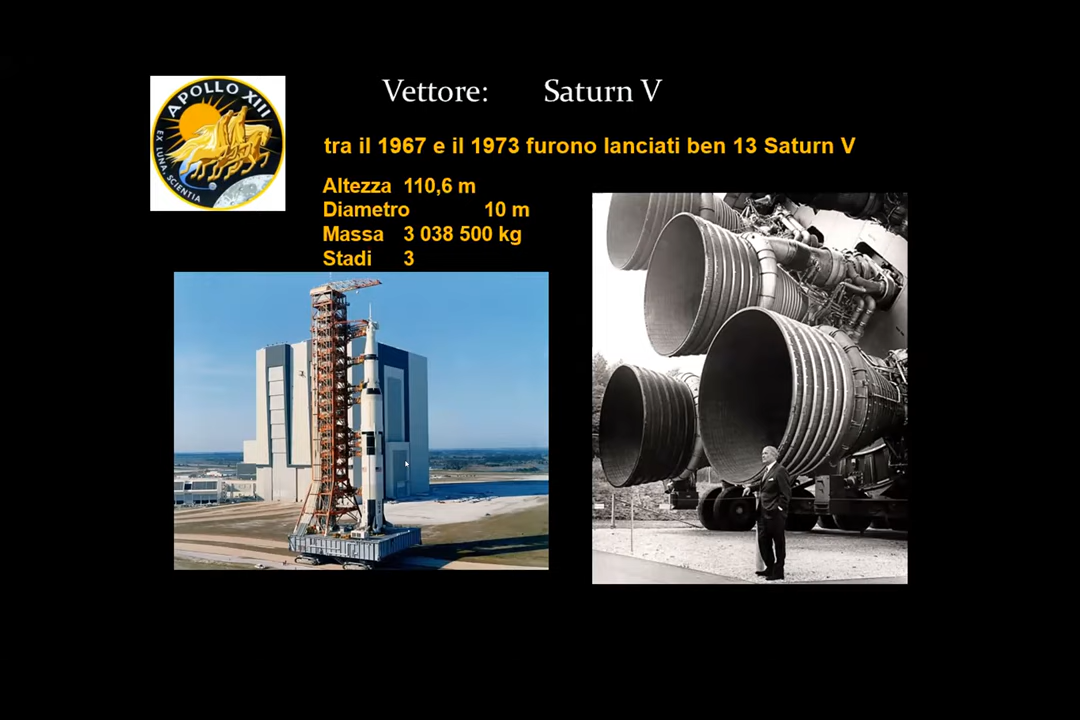 APOLLO XIII
EX LUNA, SCIENTIA
Vettore: Saturn V
tra il 1967 e il 1973 furono lanciati ben 13 Saturn V
Altezza 110,6 m
Diametro 10 m
Massa 3 038 500 kg
Stadi 3